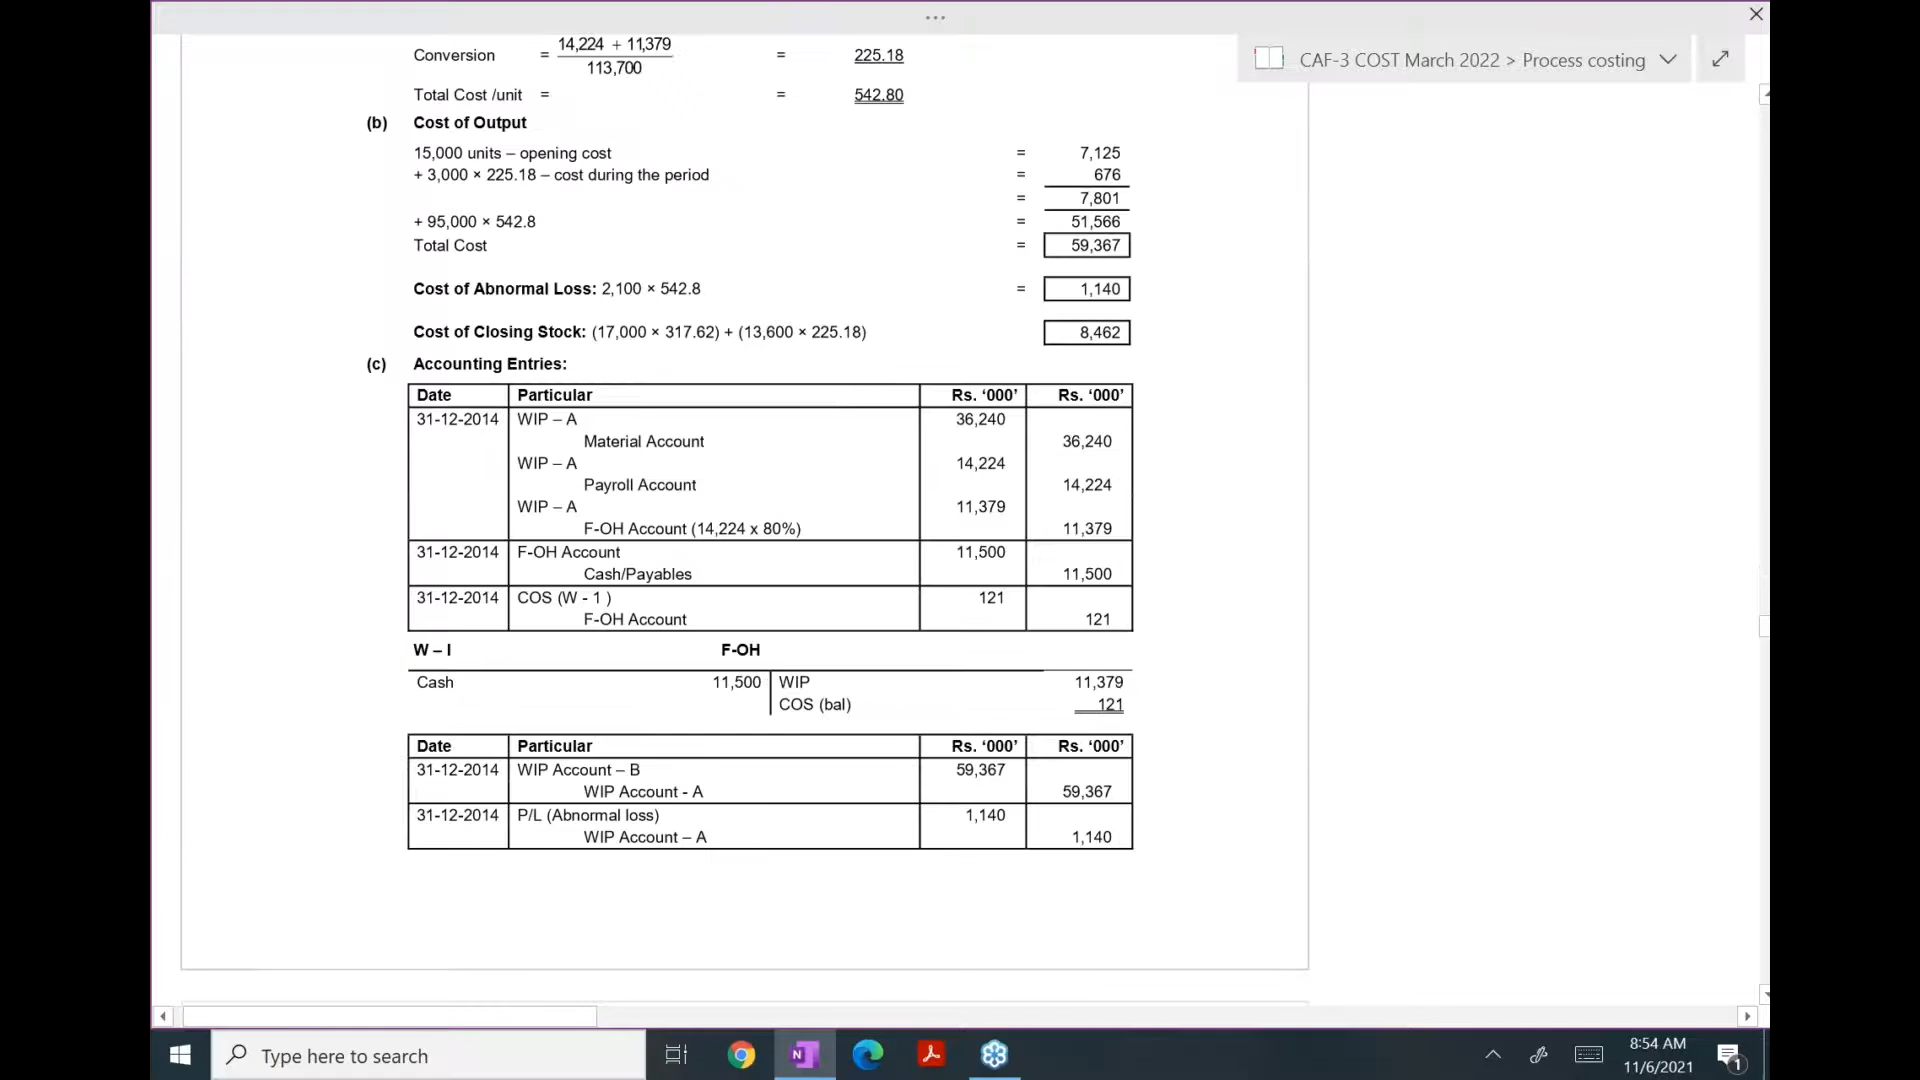 ...
CAF-3 COST March 2022 > Process costing
Conversion = 14,224 + 11,379 = 225.18
113,700
Total Cost /unit = = 542.80
(b) Cost of Output
15,000 units – opening cost = 7,125
+ 3,000 × 225.18 – cost during the period = 676
= 7,801
+ 95,000 × 542.8 = 51,566
Total Cost = 59,367
Cost of Abnormal Loss: 2,100 × 542.8 = 1,140
Cost of Closing Stock: (17,000 × 317.62) + (13,600 × 225.18) 8,462
(c) Accounting Entries:
Date Particular Rs. ‘000’ Rs. ‘000’
31-12-2014 WIP – A 36,240
Material Account 36,240
WIP – A 14,224
Payroll Account 14,224
WIP – A 11,379
F-OH Account (14,224 x 80%) 11,379
31-12-2014 F-OH Account 11,500
Cash/Payables 11,500
31-12-2014 COS (W - 1 ) 121
F-OH Account 121
W – I F-OH
Cash 11,500 WIP 11,379
COS (bal) 121
Date Particular Rs. ‘000’ Rs. ‘000’
31-12-2014 WIP Account – B 59,367
WIP Account - A 59,367
31-12-2014 P/L (Abnormal loss) 1,140
WIP Account – A 1,140
Type here to search
N
8:54 AM
11/6/2021
1